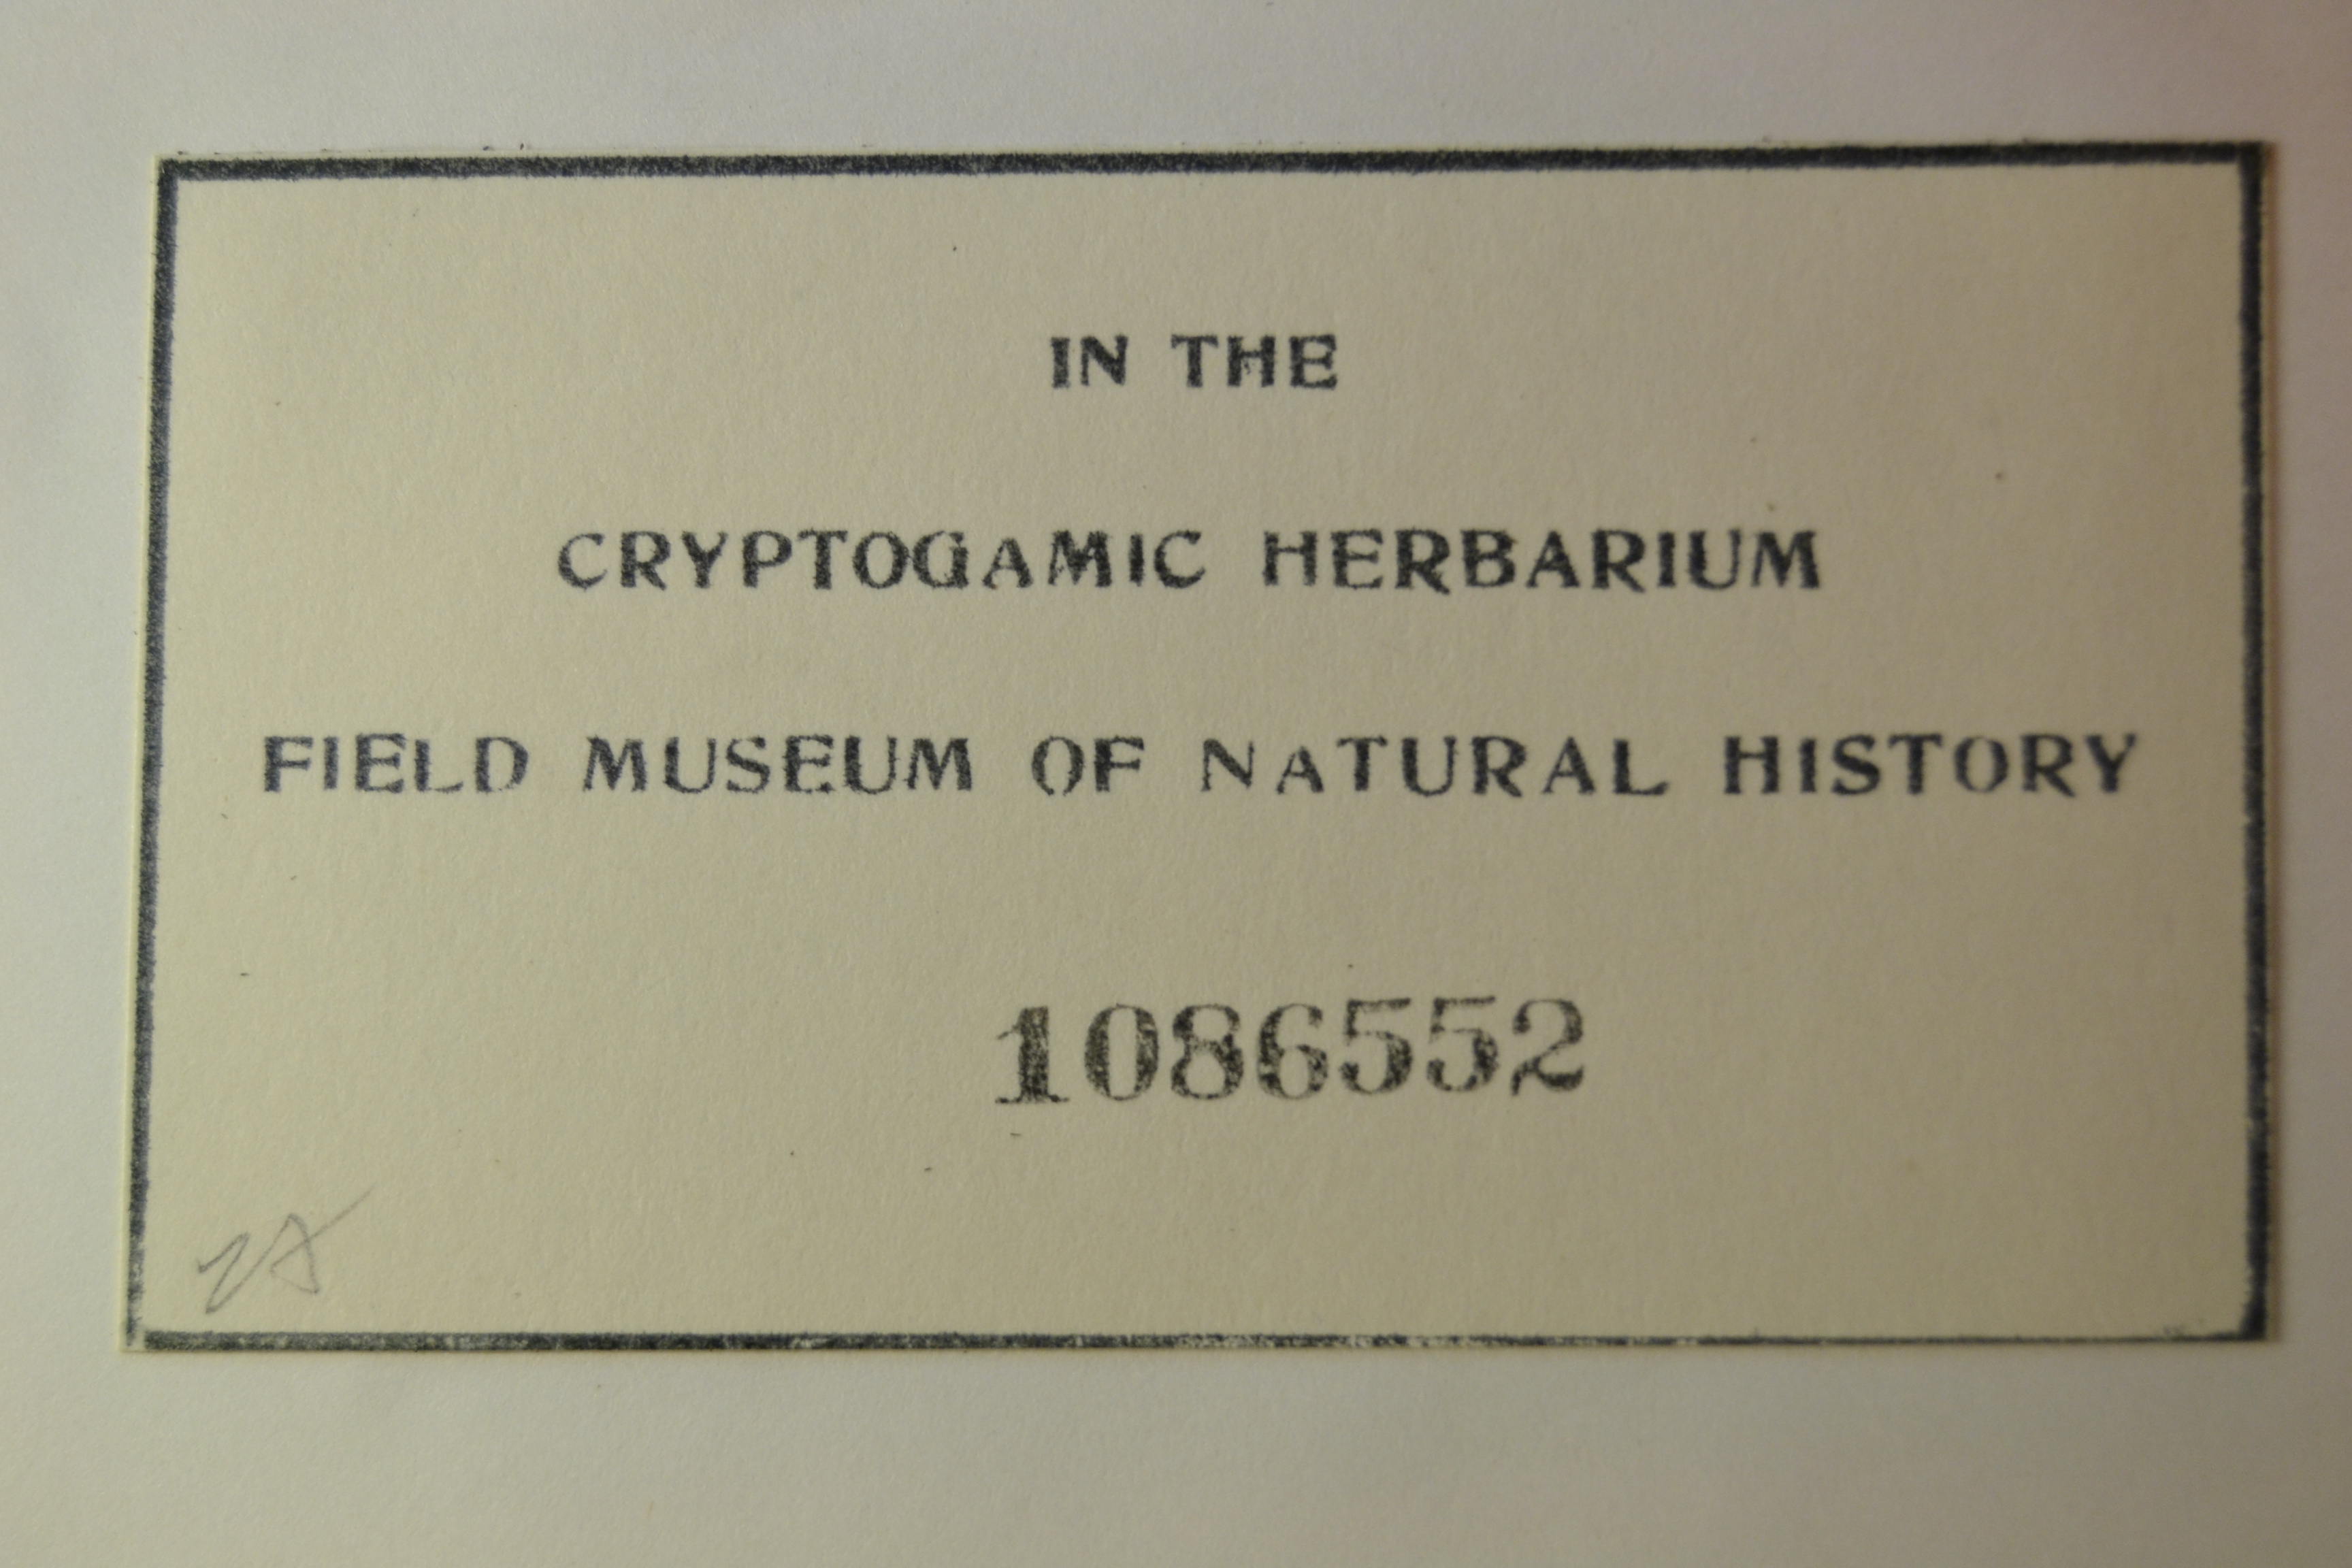 IN THE
CRYPTOGAMIC HERBARIUM
FIELD MUSEUM OF NATURAL HISTORY
1086552